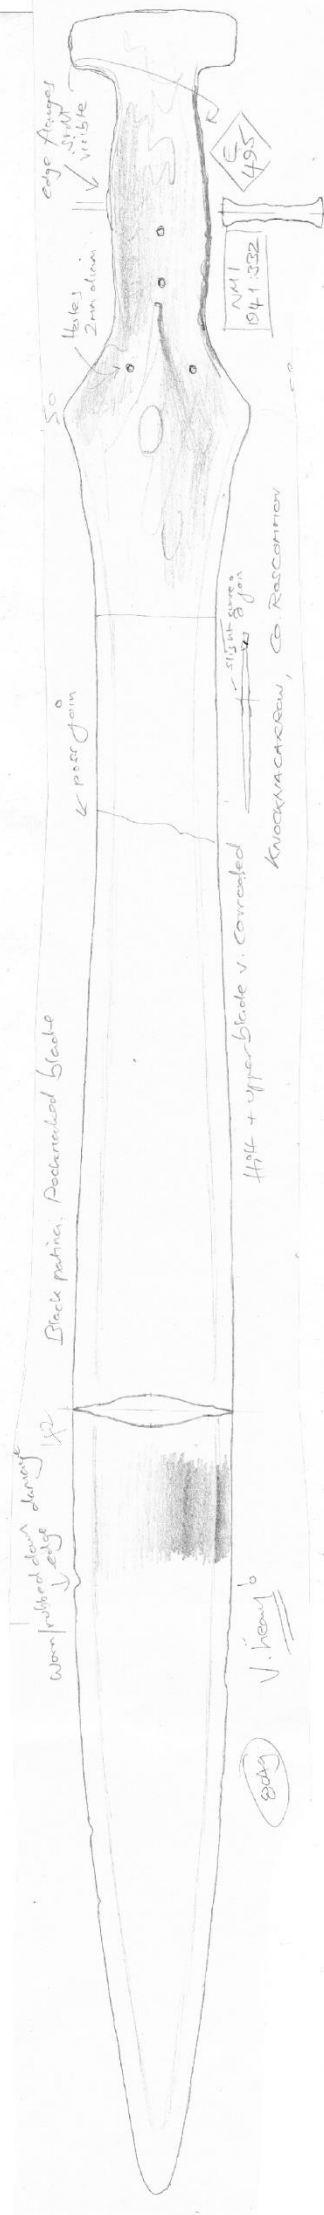 edge flanges
still
visible
E
495
NMI
1941:332
Holes
2mm diam
50
slight curve @
join
KNOCKNACARROW, CO. ROSCOMMON
poss join
Hilt + upper blade v. corroded
Black patina. Pockmarked blade
42
worn/rubbed down damage
edge
V. heavy